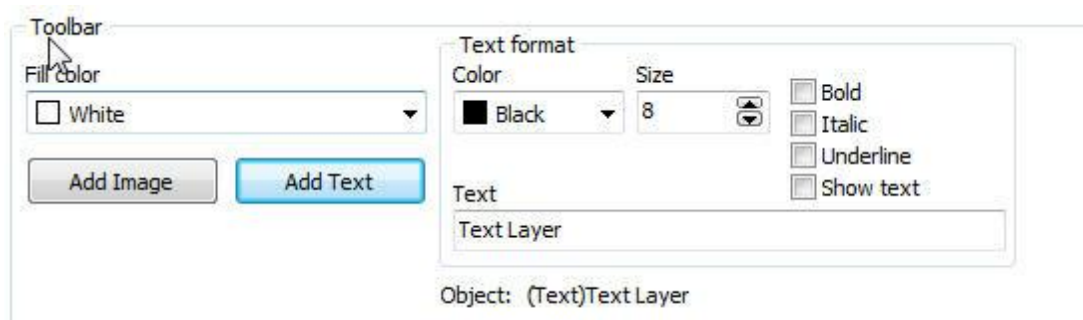 Toolbar
Fill color
White
Add Image
Add Text
Text format
Color
Size
Black
8
Bold
Italic
Underline
Show text
Text
Text Layer
Object: (Text)Text Layer